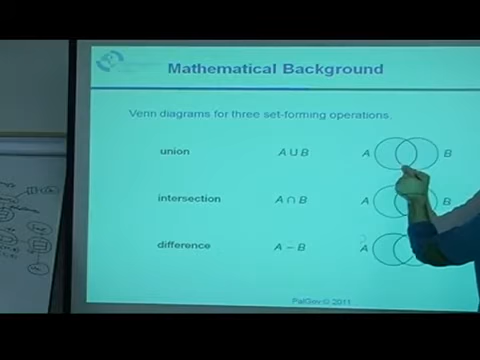 Mathematical Background
Venn diagrams for three set-forming operations.
union A ∪ B A B
intersection A ∩ B A B
difference A − B A
PalGov © 2011